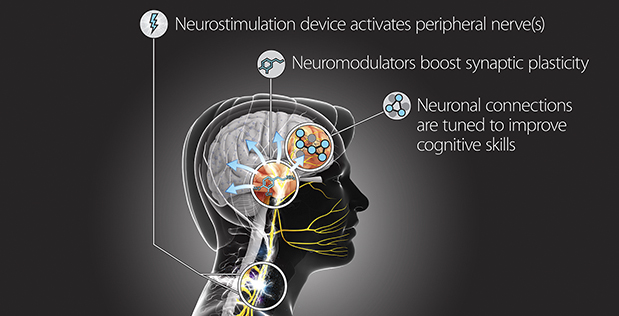 Neurostimulation device activates peripheral nerve(s)
Neuromodulators boost synaptic plasticity
Neuronal connections
are tuned to improve
cognitive skills